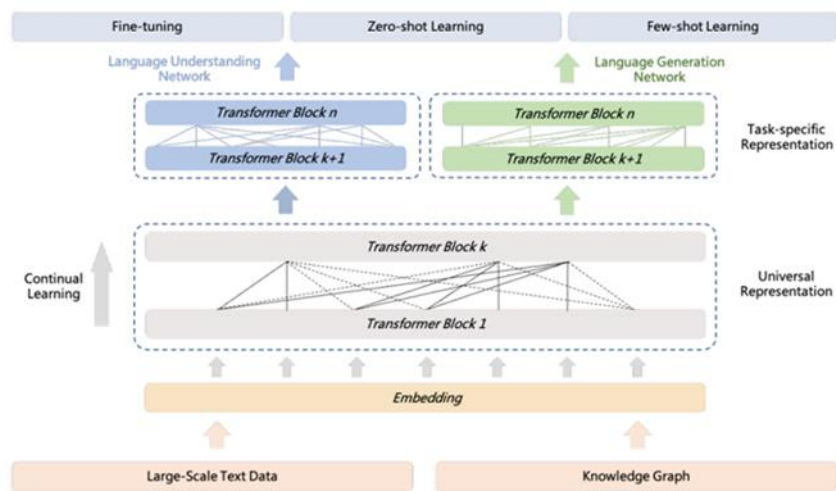 Fine-tuning
Zero-shot Learning
Few-shot Learning
Language Understanding
Network
Language Generation
Network
Transformer Block n
Transformer Block n
Transformer Block k+1
Transformer Block k+1
Task-specific
Representation
Transformer Block k
Continual
Learning
Universal
Representation
Transformer Block 1
Embedding
Large-Scale Text Data
Knowledge Graph